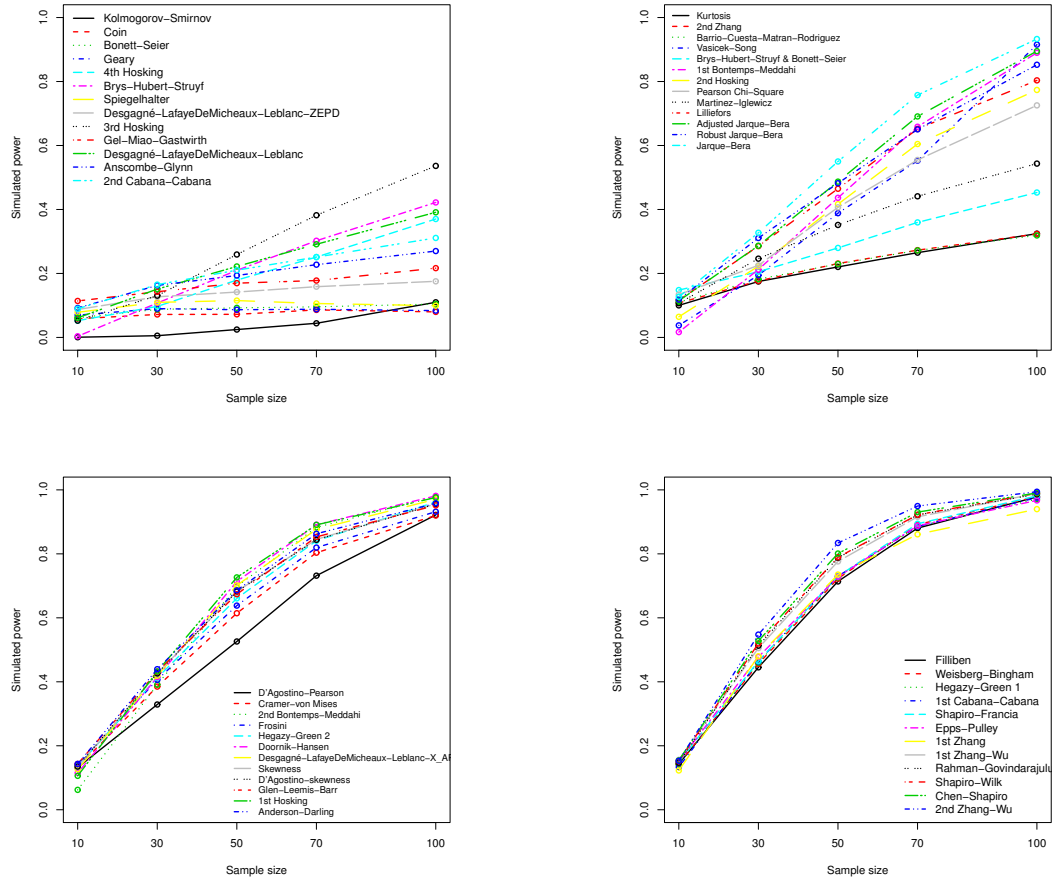 Kolmogorov−Smirnov
Coin
Bonett−Seier
Geary
4th Hosking
Brys−Hubert−Struyf
Spiegelhalter
Desgagné−LafayeDeMicheaux−Leblanc−ZEPD
3rd Hosking
Gel−Miao−Gastwirth
Desgagné−LafayeDeMicheaux−Leblanc
Anscombe−Glynn
2nd Cabana−Cabana
Simulated power
0.0
0.2
0.4
0.6
0.8
1.0
10
30
50
70
100
Sample size
Kurtosis
2nd Zhang
Barrio−Cuesta−Matran−Rodriguez
Vasicek−Song
Brys−Hubert−Struyf & Bonett−Seier
1st Bontemps−Meddahi
2nd Hosking
Pearson Chi−Square
Martinez−Iglewicz
Lilliefors
Adjusted Jarque−Bera
Robust Jarque−Bera
Jarque−Bera
Simulated power
0.0
0.2
0.4
0.6
0.8
1.0
10
30
50
70
100
Sample size
D'Agostino−Pearson
Cramer−von Mises
2nd Bontemps−Meddahi
Frosini
Hegazy−Green 2
Doornik−Hansen
Desgagné−LafayeDeMicheaux−Leblanc−X_AP
Skewness
D'Agostino−skewness
Glen−Leemis−Barr
1st Hosking
Anderson−Darling
Simulated power
0.0
0.2
0.4
0.6
0.8
1.0
10
30
50
70
100
Sample size
Filliben
Weisberg−Bingham
Hegazy−Green 1
1st Cabana−Cabana
Shapiro−Francia
Epps−Pulley
1st Zhang
1st Zhang−Wu
Rahman−Govindarajulu
Shapiro−Wilk
Chen−Shapiro
2nd Zhang−Wu
Simulated power
0.0
0.2
0.4
0.6
0.8
1.0
10
30
50
70
100
Sample size